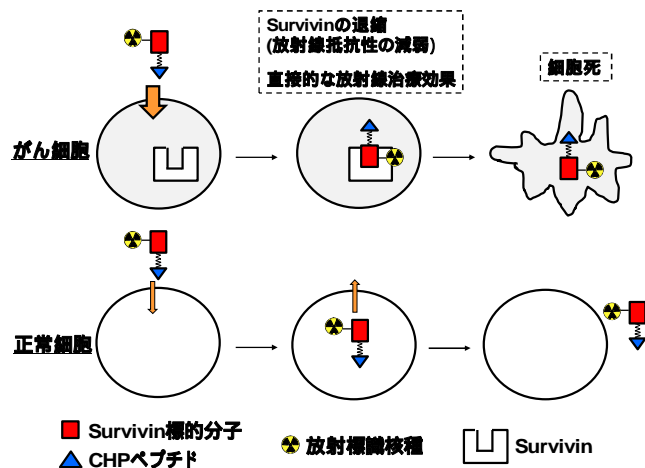 Survivinの退縮
(放射線抵抗性の減弱)
直接的な放射線治療効果
細胞死
がん細胞
正常細胞
Survivin標的分子
放射標識核種
Survivin
CHPペプチド